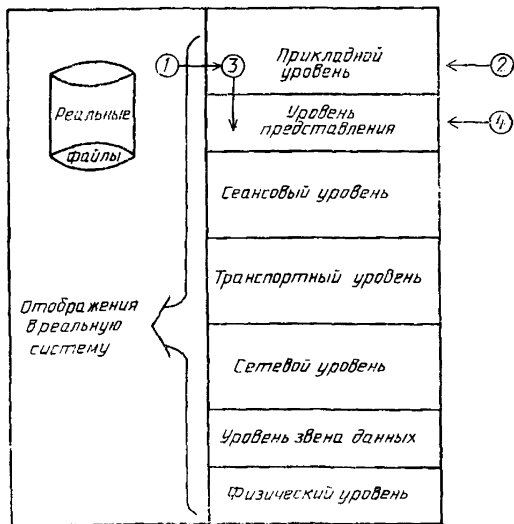 Реальные
файлы
Отображения
в реальную
систему
1
3
Прикладной
уровень
2
Уровень
представления
4
Сеансовый уровень
Транспортный уровень
Сетевой уровень
Уровень звена данных
Физический уровень